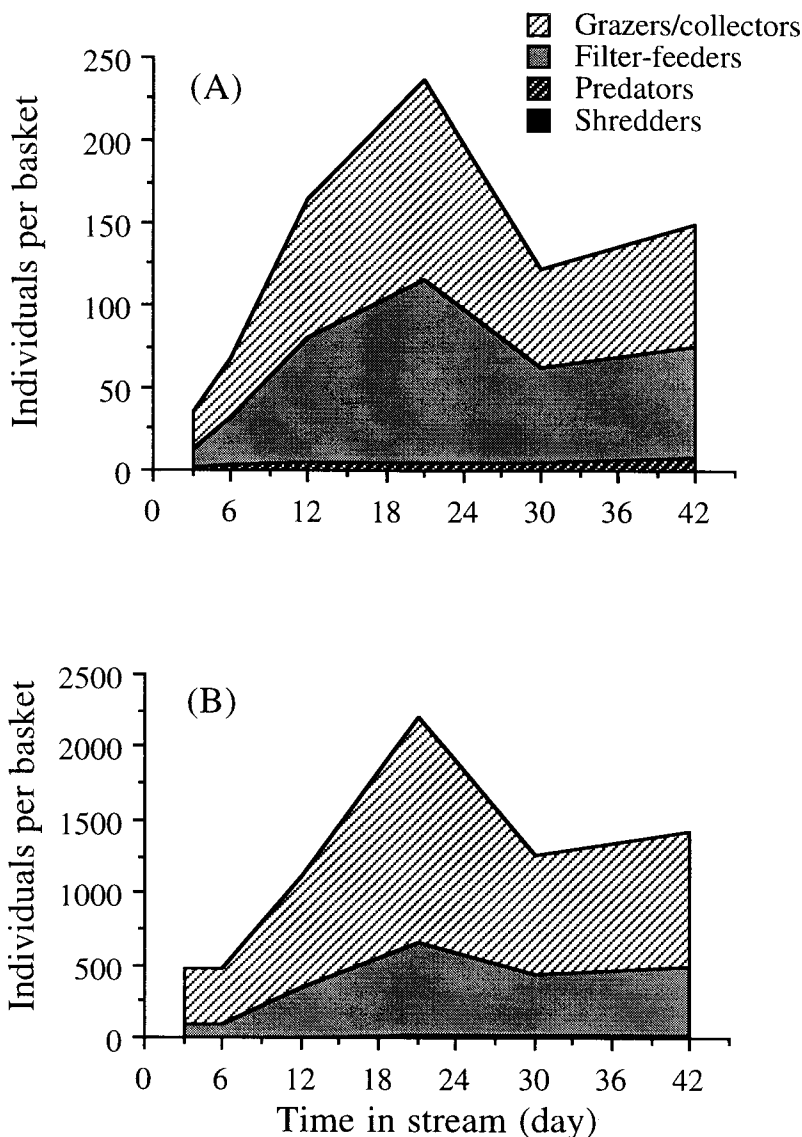 Grazers/collectors
Filter-feeders
Predators
Shredders
(A)
Individuals per basket
250
200
150
100
50
0
0 6 12 18 24 30 36 42
(B)
Individuals per basket
2500
2000
1500
1000
500
0
0 6 12 18 24 30 36 42
Time in stream (day)